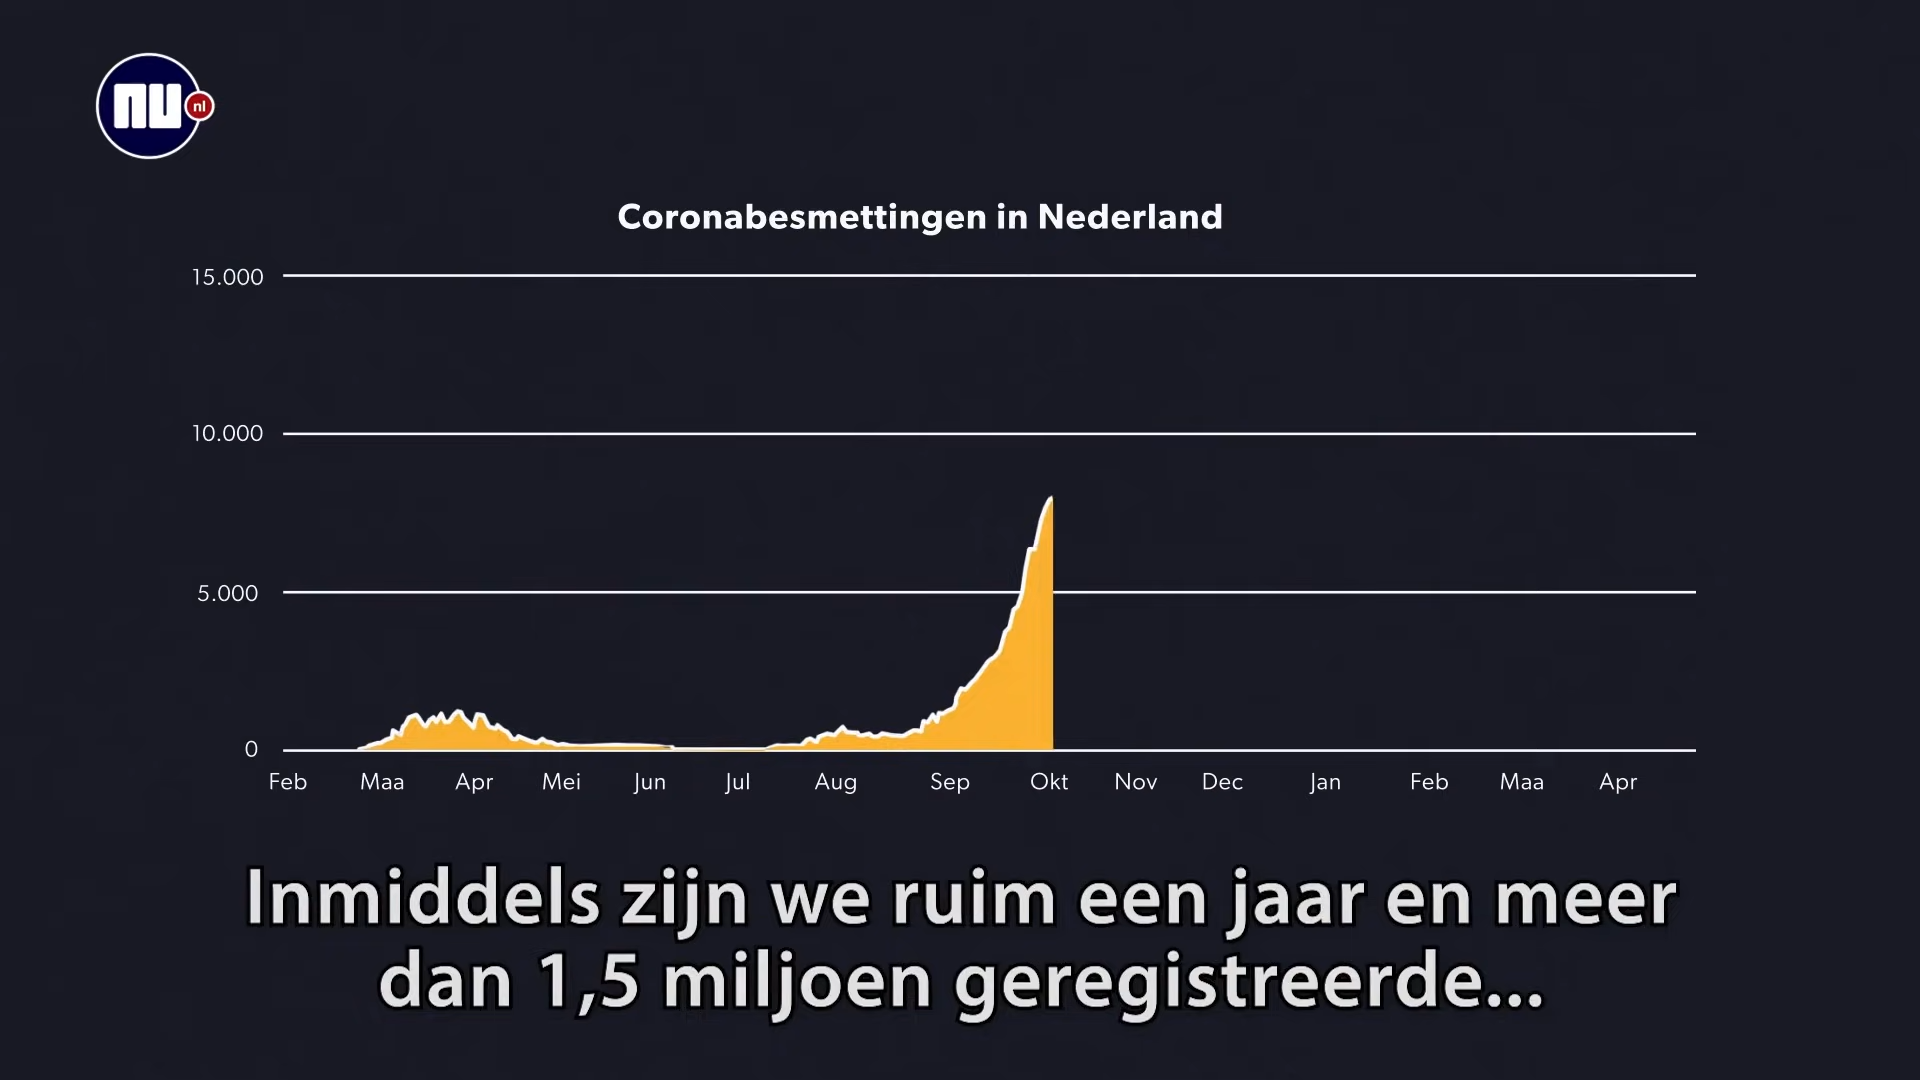 nu
nl
Coronabesmettingen in Nederland
15.000
10.000
5.000
0
Feb Maa Apr Mei Jun Jul Aug Sep Okt Nov Dec Jan Feb Maa Apr
Inmiddels zijn we ruim een jaar en meer
dan 1,5 miljoen geregistreerde...